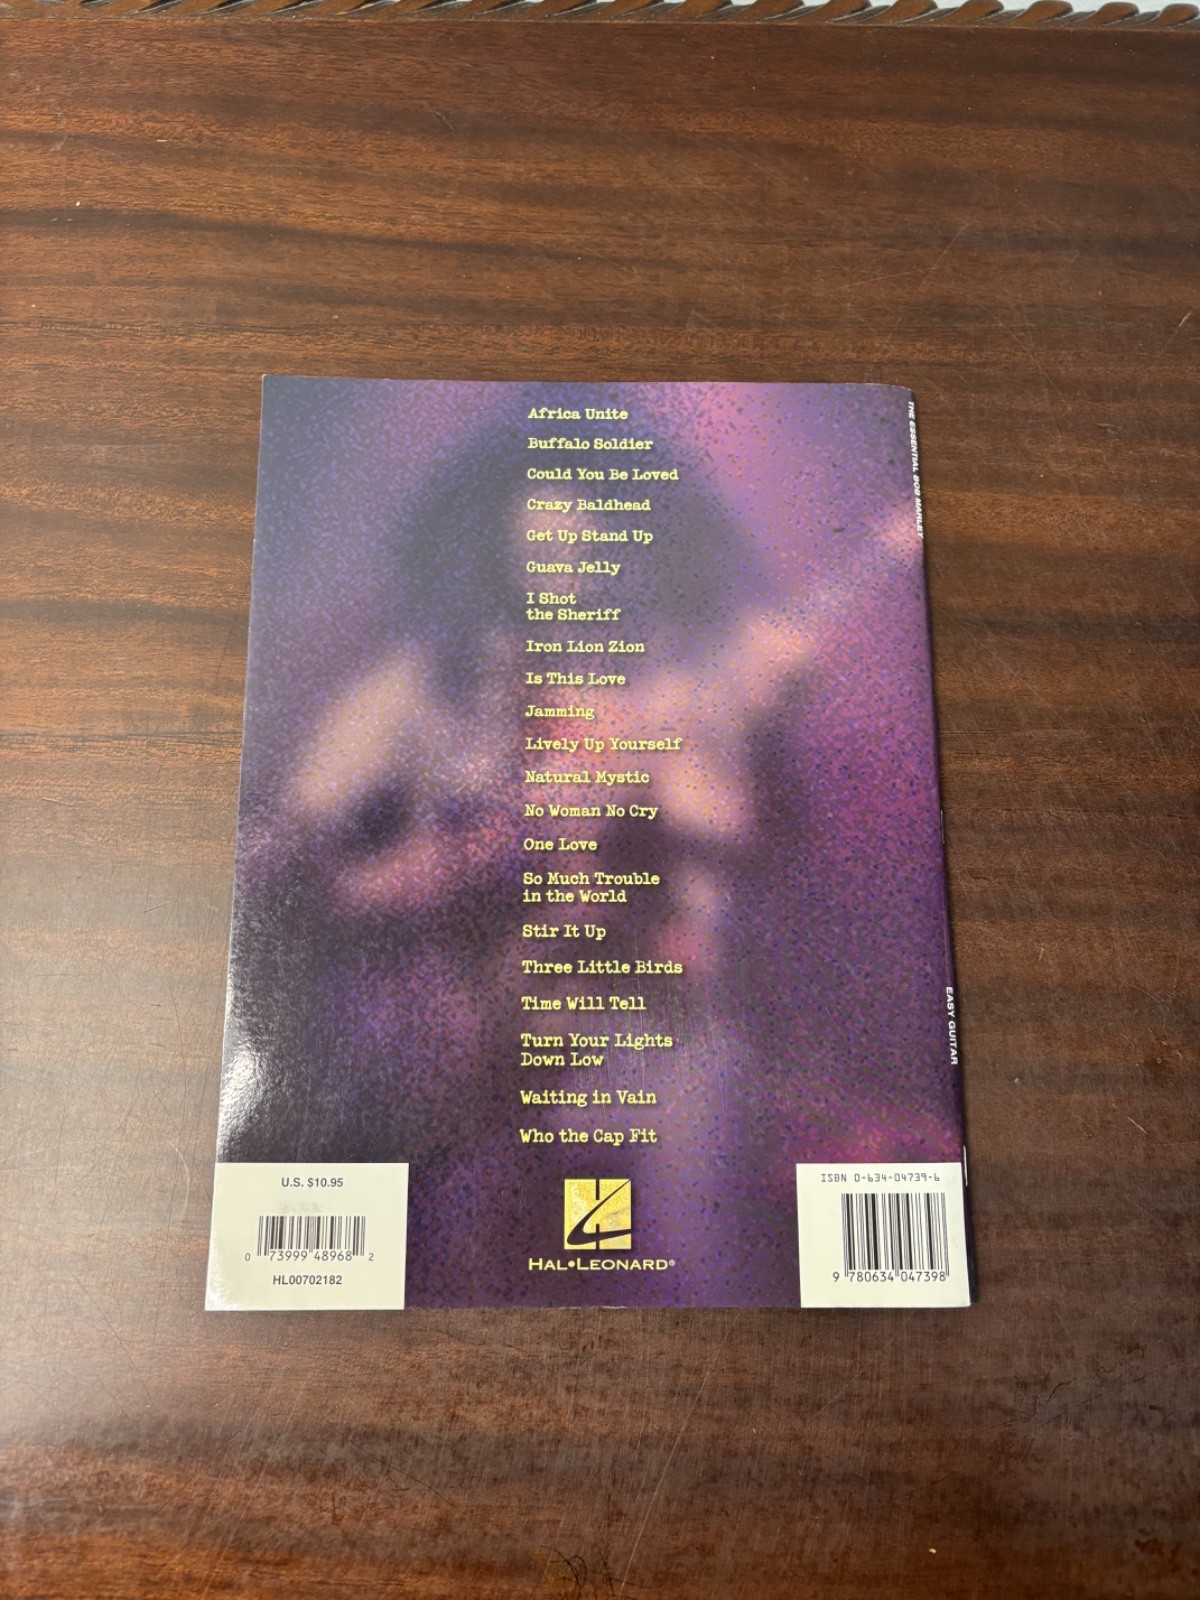 Africa Unite
Buffalo Soldier
Could You Be Loved
Crazy Baldhead
Get Up Stand Up
Guava Jelly
I Shot
the Sheriff
Iron Lion Zion
Is This Love
Jamming
Lively Up Yourself
Natural Mystic
No Woman No Cry
One Love
So Much Trouble
in the World
Stir It Up
Three Little Birds
Time Will Tell
Turn Your Lights
Down Low
Waiting in Vain
Who the Cap Fit
THE ESSENTIAL BOB MARLEY
EASY GUITAR
U.S. $10.95
0 73999 48968 2
HL00702182
HAL•LEONARD®
ISBN 0-634-04739-6
9 780634 047398